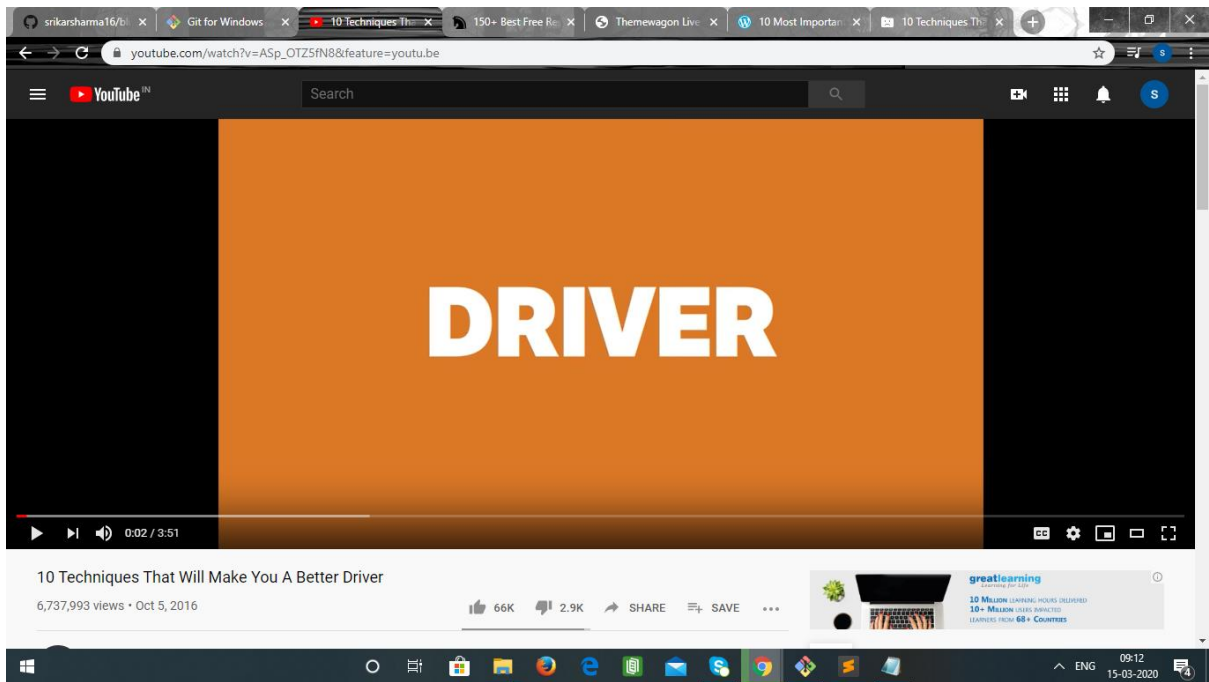 srikarsharma16/bl
Git for Windows
10 Techniques Tha
150+ Best Free Re
Themewagon Live
10 Most Importan
10 Techniques Th
youtube.com/watch?v=ASp_OTZ5fN8&feature=youtu.be
S
YouTube IN
Search
S
DRIVER
0:02 / 3:51
CC
10 Techniques That Will Make You A Better Driver
6,737,993 views • Oct 5, 2016
66K
2.9K
SHARE
SAVE
greatlearning
Learning for Life
10 MILLION LEARNING HOURS DELIVERED
10+ MILLION USERS IMPACTED
LEARNERS FROM 68+ COUNTRIES
ENG
09:12
15-03-2020
4